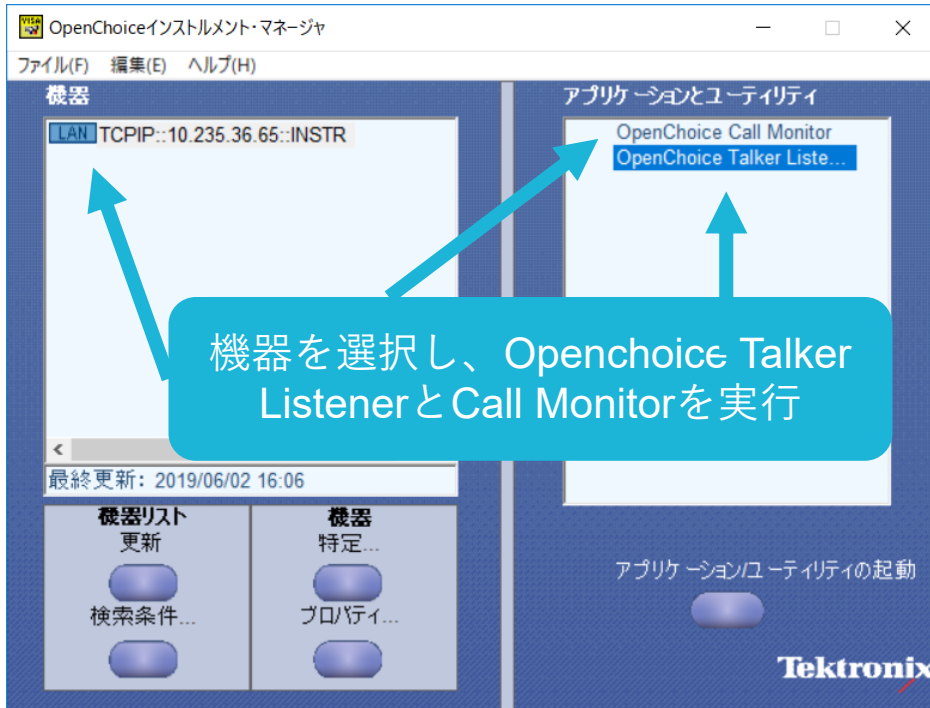 OpenChoiceインストルメント・マネージャ
ファイル(F) 編集(E) ヘルプ(H)
機器
LAN TCPIP::10.235.36.65::INSTR
アプリケーションとユーティリティ
OpenChoice Call Monitor
OpenChoice Talker Liste...
機器を選択し、Openchoice Talker
ListenerとCall Monitorを実行
最終更新: 2019/06/02 16:06
機器リスト
更新
検索条件...
機器
特定...
プロパティ...
アプリケーション/ユーティリティの起動
Tektronix